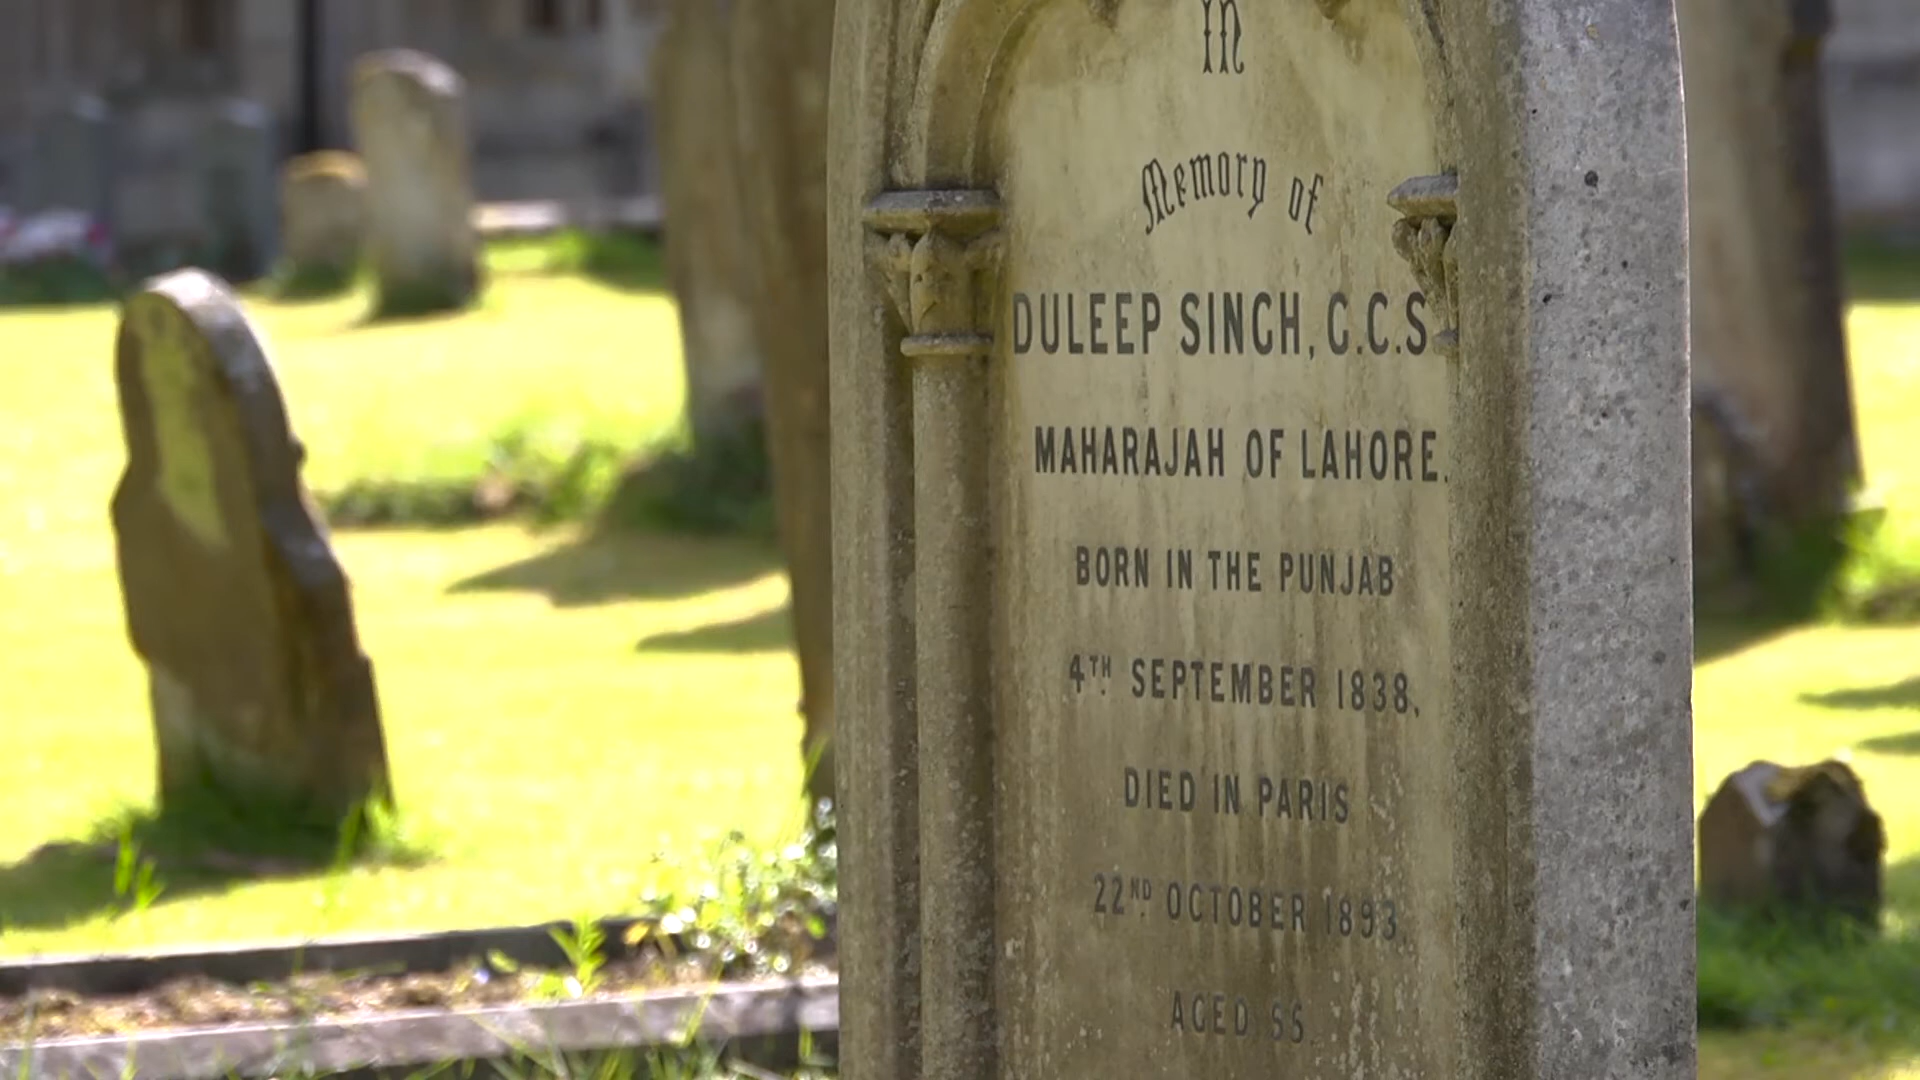 In
Memory of
DULEEP SINGH, G.C.S
MAHARAJAH OF LAHORE.
BORN IN THE PUNJAB
4TH SEPTEMBER 1838,
DIED IN PARIS
22ND OCTOBER 1893
AGED 55.